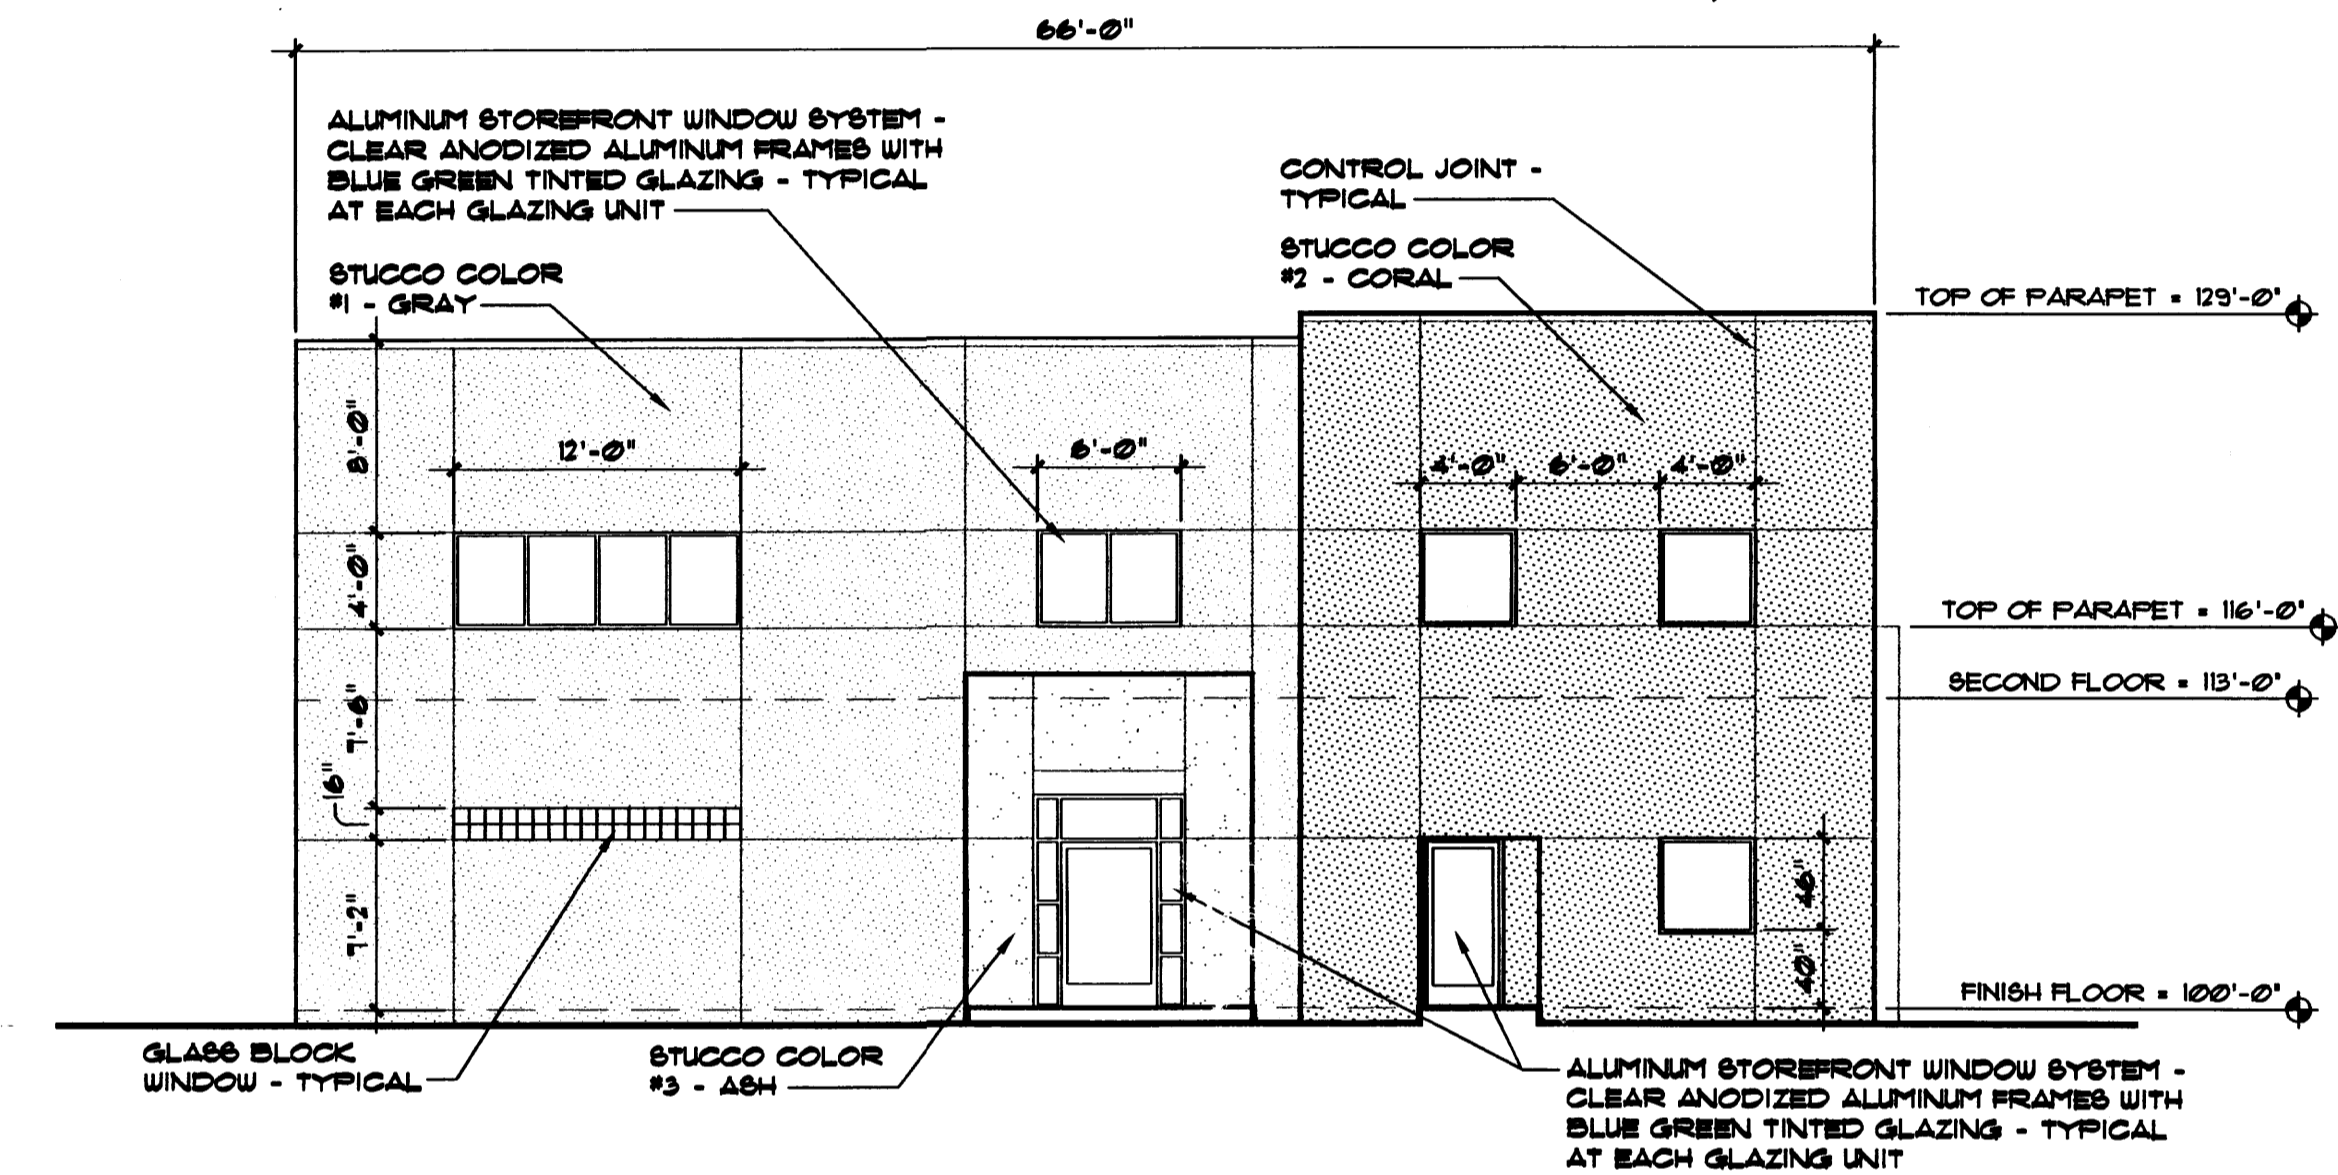 66'-0"
ALUMINUM STOREFRONT WINDOW SYSTEM -
CLEAR ANODIZED ALUMINUM FRAMES WITH
BLUE GREEN TINTED GLAZING - TYPICAL
AT EACH GLAZING UNIT
CONTROL JOINT -
TYPICAL
STUCCO COLOR
#1 - GRAY
STUCCO COLOR
#2 - CORAL
TOP OF PARAPET = 129'-0"
8'-0"
12'-0"
6'-0"
4'-0"
6'-0"
4'-0"
4'-0"
TOP OF PARAPET = 116'-0"
SECOND FLOOR = 113'-0"
7'-6"
16"
7'-2"
46"
40"
FINISH FLOOR = 100'-0"
GLASS BLOCK
WINDOW - TYPICAL
STUCCO COLOR
#3 - ASH
ALUMINUM STOREFRONT WINDOW SYSTEM -
CLEAR ANODIZED ALUMINUM FRAMES WITH
BLUE GREEN TINTED GLAZING - TYPICAL
AT EACH GLAZING UNIT